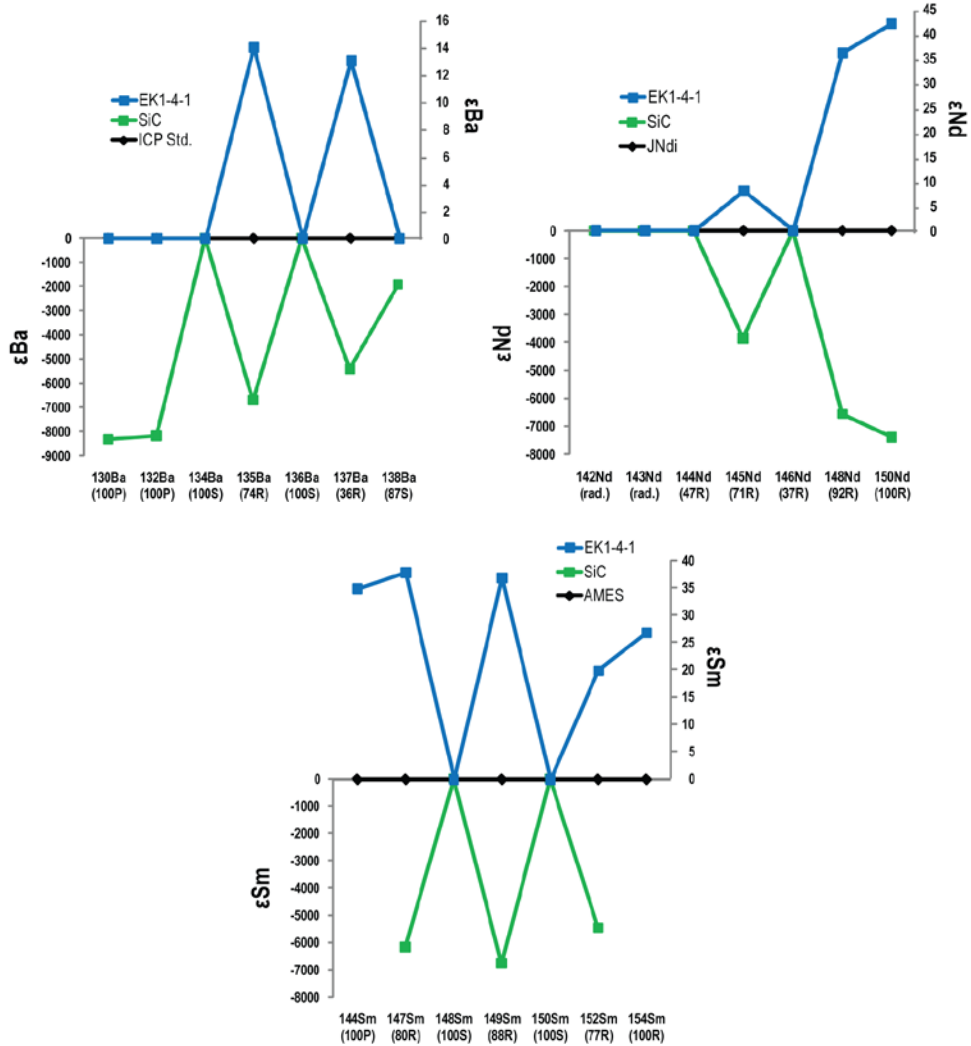 EK1-4-1
SiC
ICP Std.
16
14
12
10
8
6
4
2
0
εBa
0
-1000
-2000
-3000
-4000
-5000
-6000
-7000
-8000
-9000
εBa
130Ba 132Ba 134Ba 135Ba 136Ba 137Ba 138Ba
(100P) (100P) (100S) (74R) (100S) (36R) (87S)
EK1-4-1
SiC
JNdi
45
40
35
30
25
20
15
10
5
0
εNd
0
-1000
-2000
-3000
-4000
-5000
-6000
-7000
-8000
εNd
142Nd 143Nd 144Nd 145Nd 146Nd 148Nd 150Nd
(rad.) (rad.) (47R) (71R) (37R) (92R) (100R)
EK1-4-1
SiC
AMES
40
35
30
25
20
15
10
5
0
εSm
0
-1000
-2000
-3000
-4000
-5000
-6000
-7000
-8000
εSm
144Sm 147Sm 148Sm 149Sm 150Sm 152Sm 154Sm
(100P) (80R) (100S) (88R) (100S) (77R) (100R)